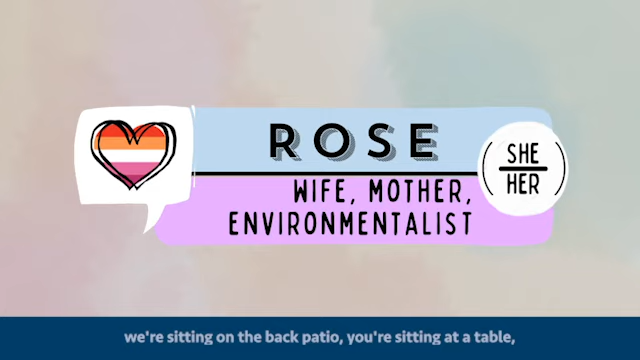 ROSE
WIFE, MOTHER,
ENVIRONMENTALIST
(SHE
HER)
we're sitting on the back patio, you're sitting at a table,